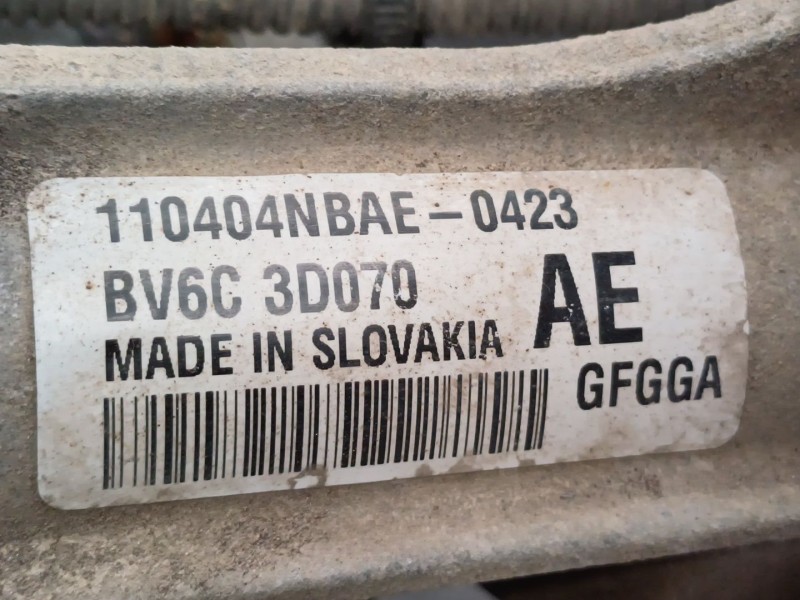 110404NBAE-0423
BV6C 3D070
AE
MADE IN SLOVAKIA
GFGGA